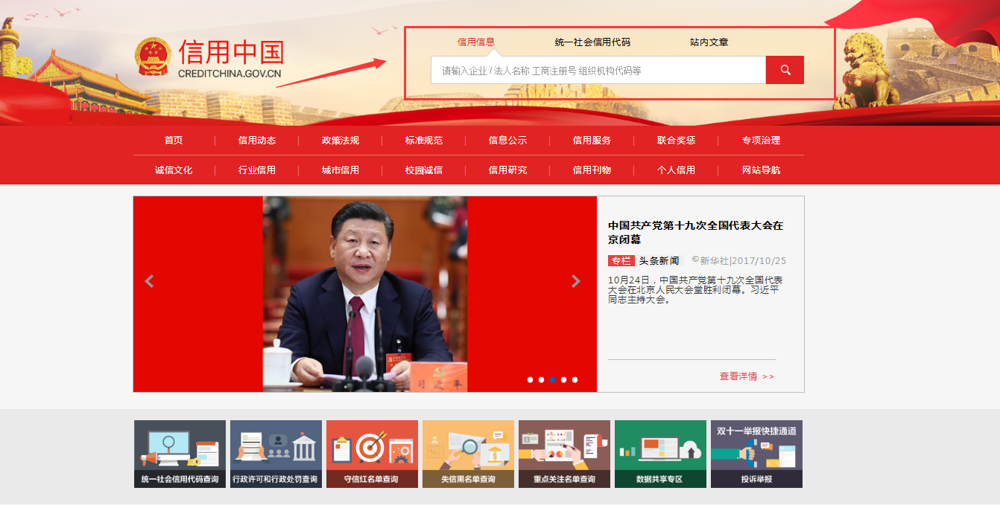 信用中国
CREDITCHINA.GOV.CN
信用信息 统一社会信用代码 站内文章
请输入企业 / 法人名称 工商注册号 组织机构代码等
首页 信用动态 政策法规 标准规范 信息公示 信用服务 联合奖惩 专项治理
诚信文化 行业信用 城市信用 校园诚信 信用研究 信用刊物 个人信用 网站导航
习近平
中国共产党第十九次全国代表大会在
京闭幕
专栏 头条新闻 新华社|2017/10/25
10月24日，中国共产党第十九次全国代表
大会在北京人民大会堂胜利闭幕。习近平
同志主持大会。
查看详情 >>
统一社会信用代码查询
行政许可和行政处罚查询
守信红名单查询
失信黑名单查询
重点关注名单查询
数据共享专区
双十一举报快捷通道
投诉举报